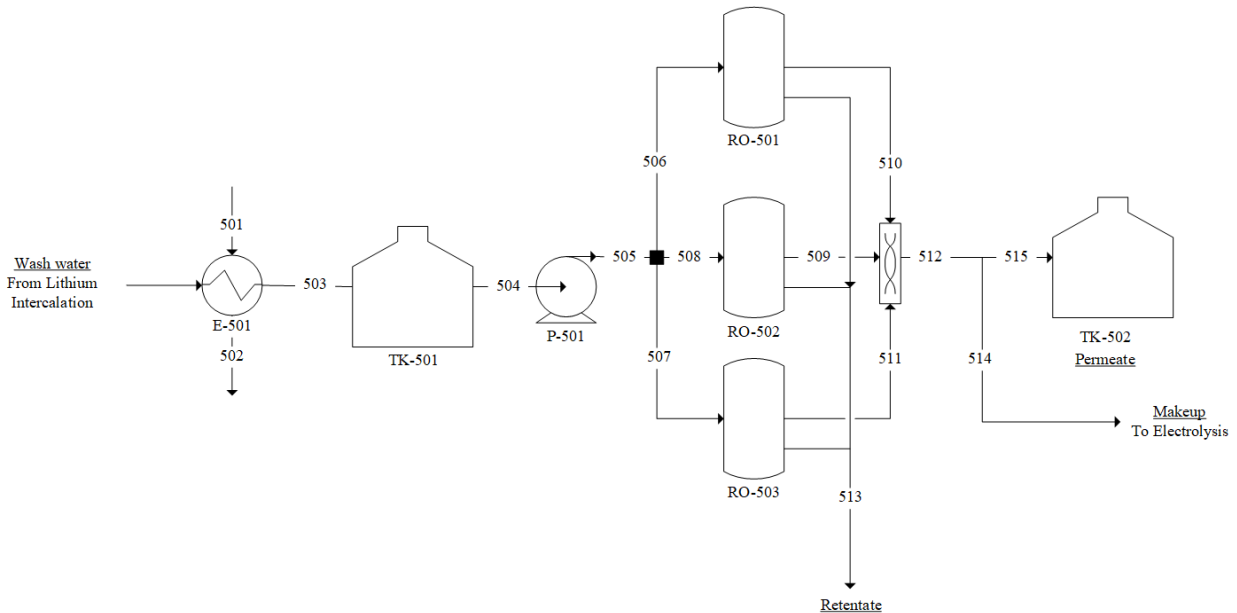 RO-501
506
510
501
Wash water
From Lithium
Intercalation
503
504
505
508
509
512
515
E-501
502
TK-501
P-501
RO-502
507
511
514
TK-502
Permeate
Makeup
To Electrolysis
RO-503
513
Retentate